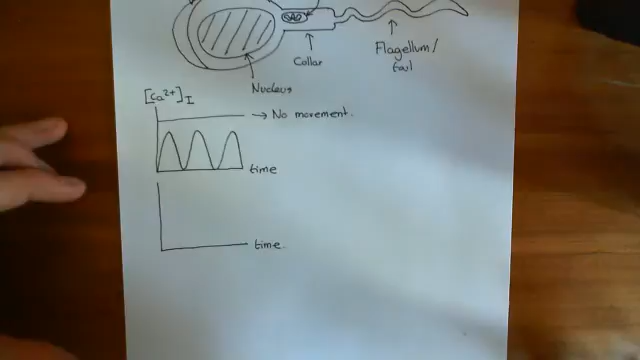 Collar
Flagellum/
tail
Nucleus
[Ca²⁺]I
→ No movement.
time
time.